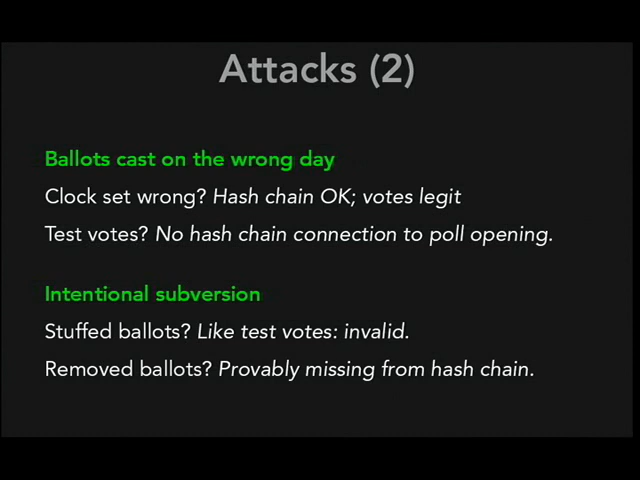 Attacks (2)
Ballots cast on the wrong day
Clock set wrong? Hash chain OK; votes legit
Test votes? No hash chain connection to poll opening.
Intentional subversion
Stuffed ballots? Like test votes: invalid.
Removed ballots? Provably missing from hash chain.